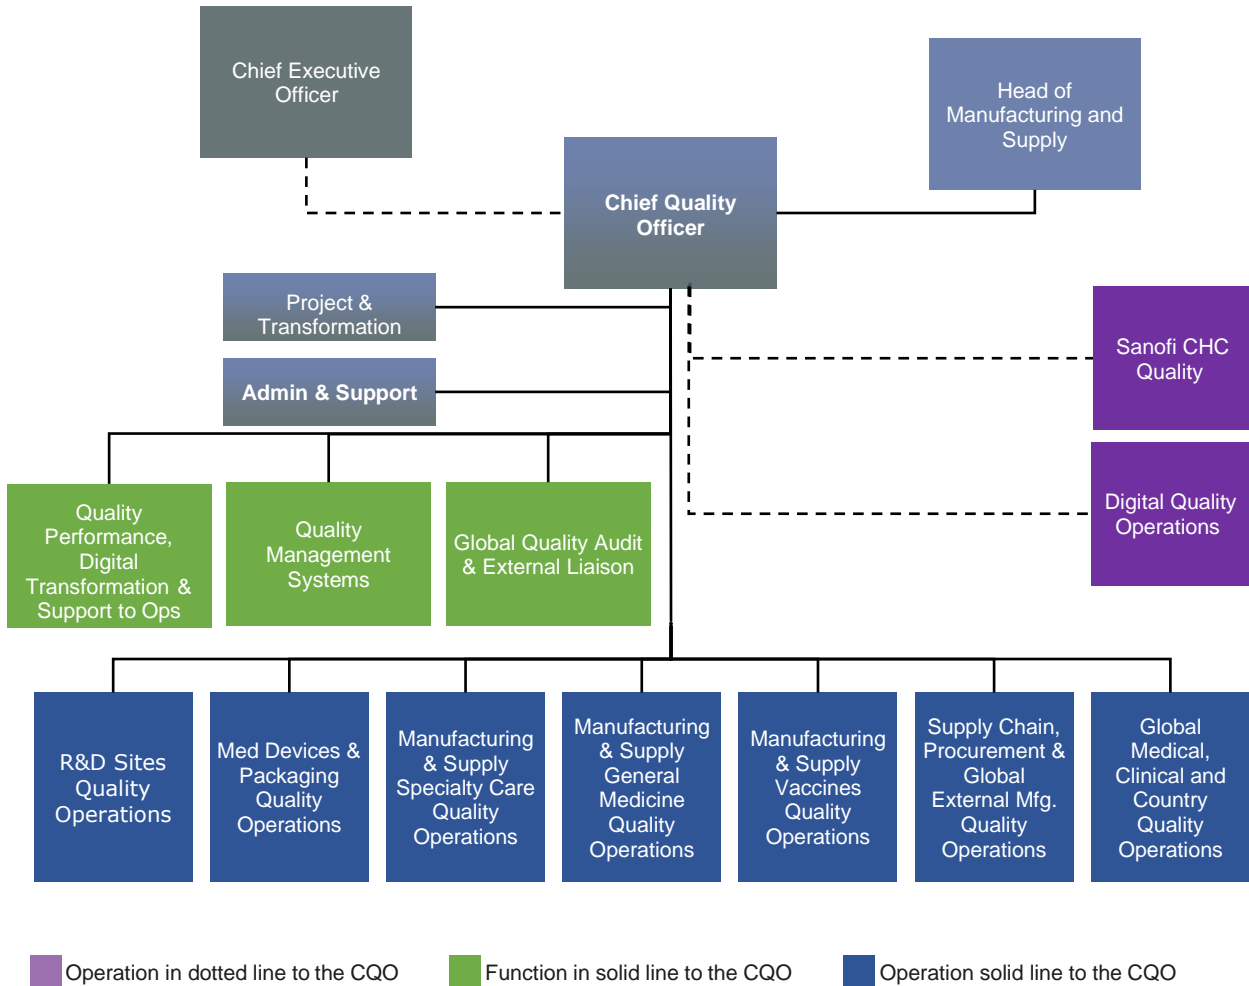 Chief Executive
Officer
Head of
Manufacturing and
Supply
Chief Quality
Officer
Project &
Transformation
Admin & Support
Sanofi CHC
Quality
Digital Quality
Operations
Quality
Performance,
Digital
Transformation &
Support to Ops
Quality
Management
Systems
Global Quality Audit
& External Liaison
R&D Sites
Quality
Operations
Med Devices &
Packaging
Quality
Operations
Manufacturing
& Supply
Specialty Care
Quality
Operations
Manufacturing
& Supply
General
Medicine
Quality
Operations
Manufacturing
& Supply
Vaccines
Quality
Operations
Supply Chain,
Procurement &
Global
External Mfg.
Quality
Operations
Global
Medical,
Clinical and
Country
Quality
Operations
Operation in dotted line to the CQO
Function in solid line to the CQO
Operation solid line to the CQO